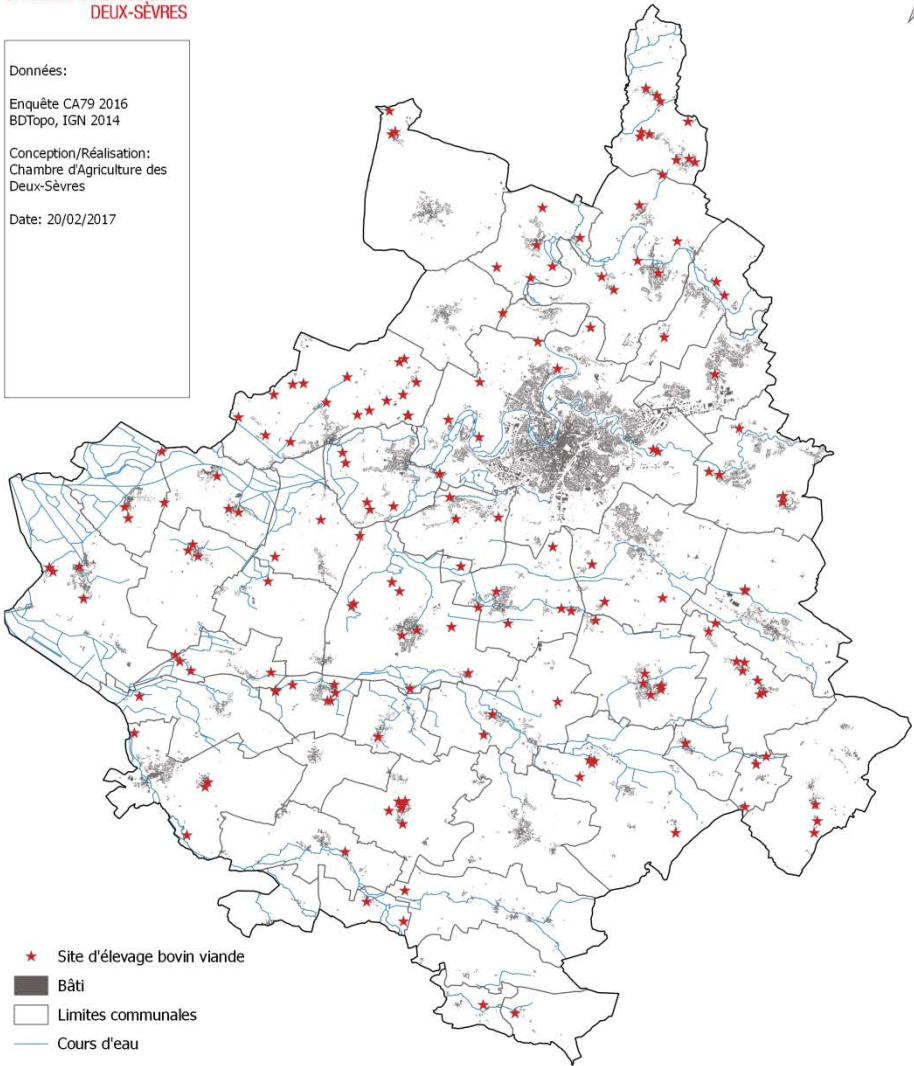 DEUX-SÈVRES
Données:
Enquête CA79 2016
BDTopo, IGN 2014
Conception/Réalisation:
Chambre d'Agriculture des
Deux-Sèvres
Date: 20/02/2017
Site d'élevage bovin viande
Bâti
Limites communales
Cours d'eau